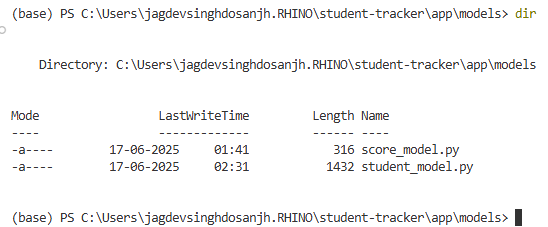 (base) PS C:\Users\jagdevsinghdosanjh.RHINO\student-tracker\app\models> dir
Directory: C:\Users\jagdevsinghdosanjh.RHINO\student-tracker\app\models
Mode LastWriteTime Length Name
---- ------------- ------ ----
-a---- 17-06-2025 01:41 316 score_model.py
-a---- 17-06-2025 02:31 1432 student_model.py
(base) PS C:\Users\jagdevsinghdosanjh.RHINO\student-tracker\app\models>